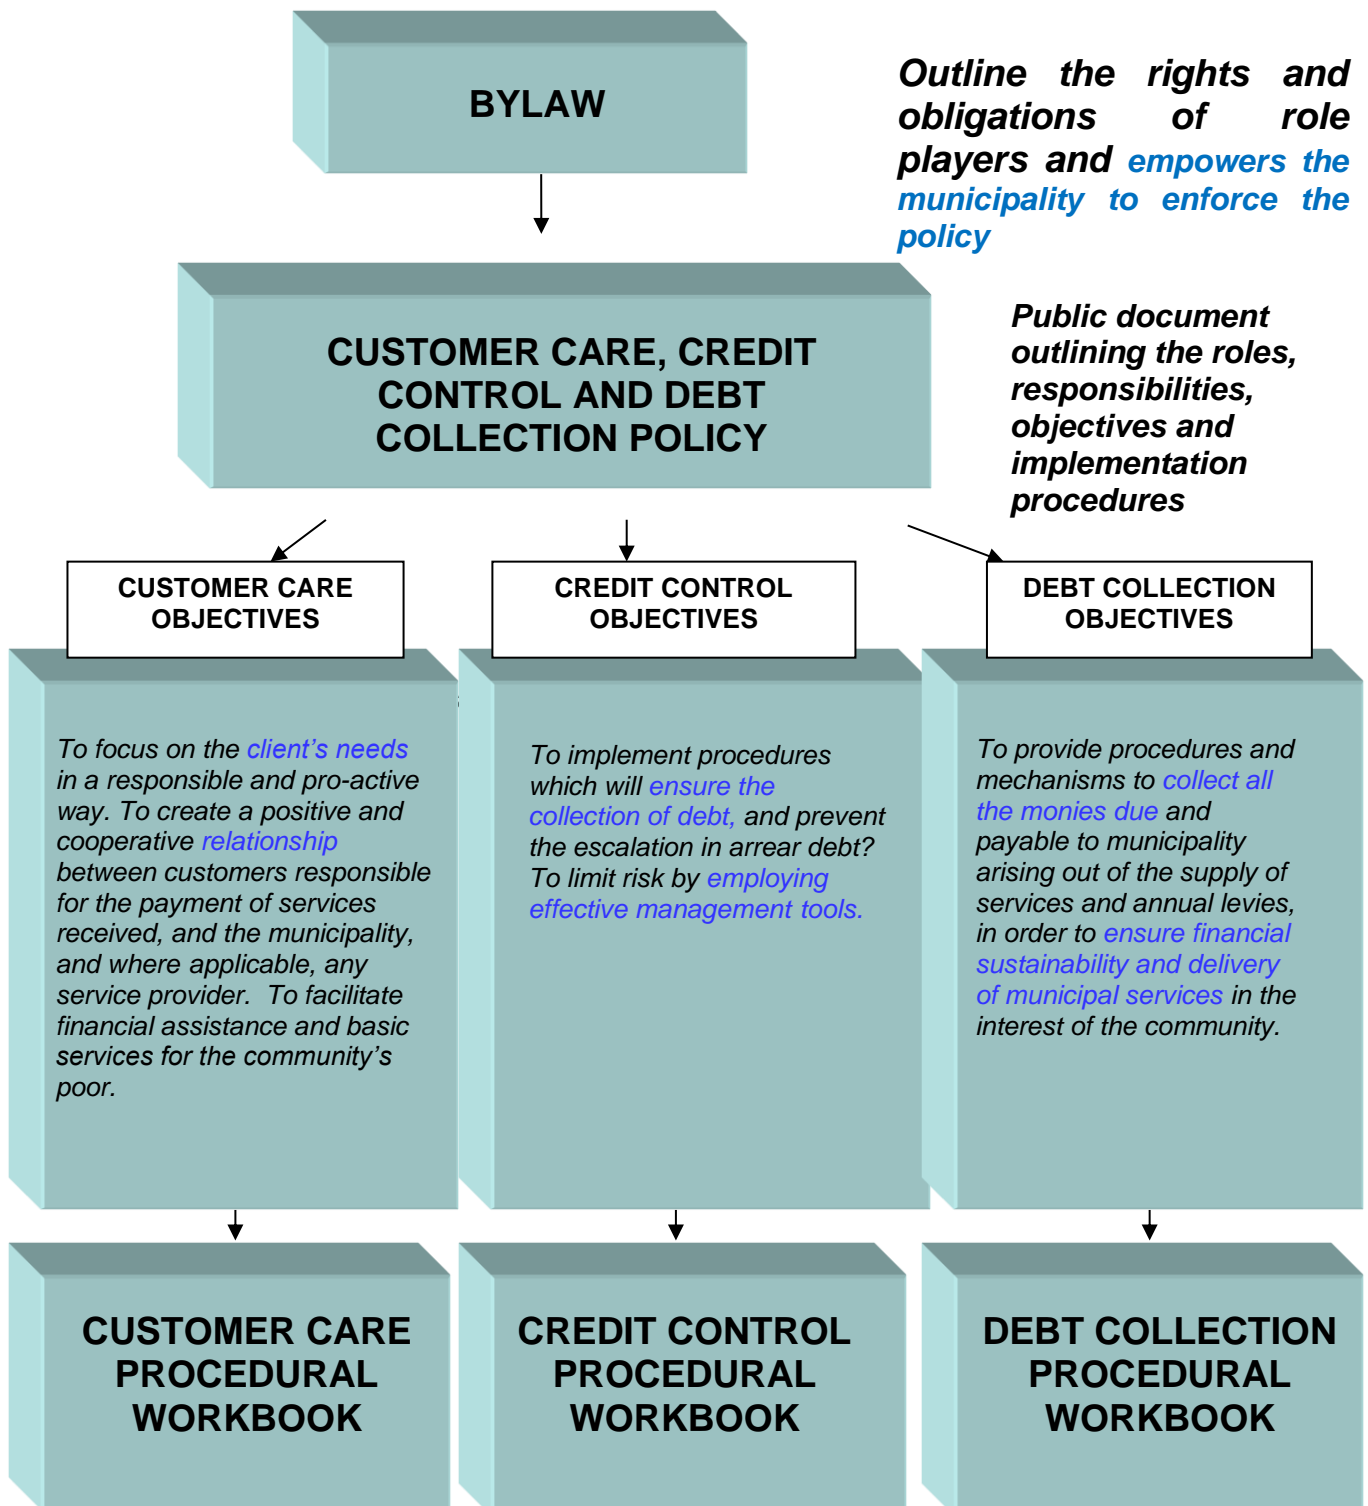 BYLAW
Outline the rights and
obligations of role
players and empowers the
municipality to enforce the
policy
CUSTOMER CARE, CREDIT
CONTROL AND DEBT
COLLECTION POLICY
Public document
outlining the roles,
responsibilities,
objectives and
implementation
procedures
CUSTOMER CARE
OBJECTIVES
CREDIT CONTROL
OBJECTIVES
DEBT COLLECTION
OBJECTIVES
To focus on the client’s needs
in a responsible and pro-active
way. To create a positive and
cooperative relationship
between customers responsible
for the payment of services
received, and the municipality,
and where applicable, any
service provider.  To facilitate
financial assistance and basic
services for the community’s
poor.
To implement procedures
which will ensure the
collection of debt, and prevent
the escalation in arrear debt?
To limit risk by employing
effective management tools.
To provide procedures and
mechanisms to collect all
the monies due and
payable to municipality
arising out of the supply of
services and annual levies,
in order to ensure financial
sustainability and delivery
of municipal services in the
interest of the community.
CUSTOMER CARE
PROCEDURAL
WORKBOOK
CREDIT CONTROL
PROCEDURAL
WORKBOOK
DEBT COLLECTION
PROCEDURAL
WORKBOOK